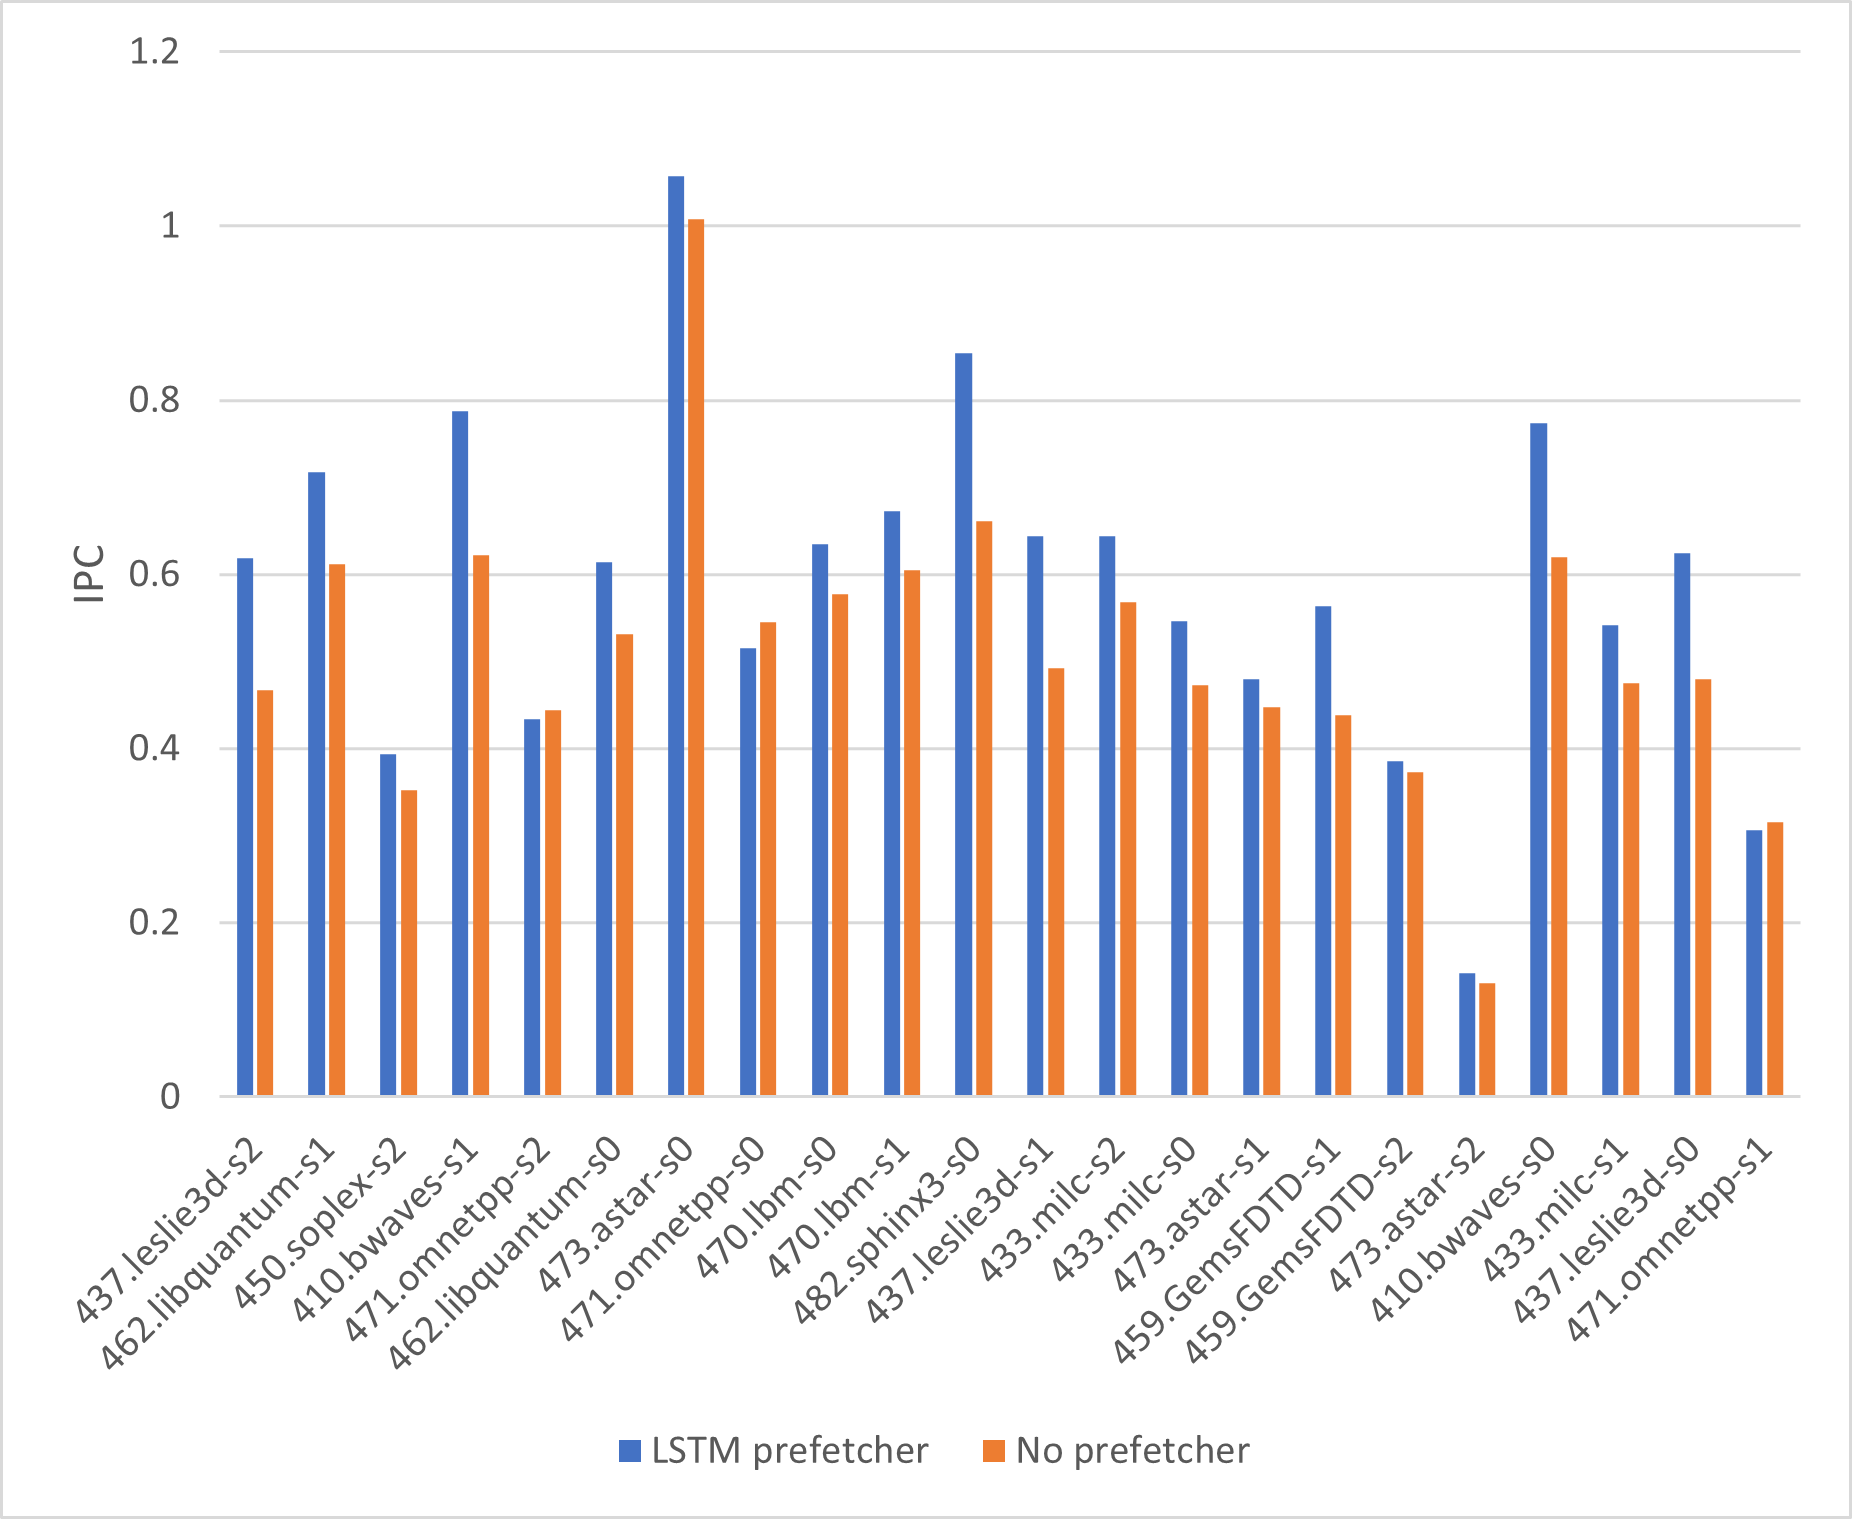 1.2
1
0.8
0.6
0.4
0.2
0
IPC
437.leslie3d-s2
462.libquantum-s1
450.soplex-s2
410.bwaves-s1
471.omnetpp-s2
462.libquantum-s0
473.astar-s0
471.omnetpp-s0
470.lbm-s0
470.lbm-s1
482.sphinx3-s0
437.leslie3d-s1
433.milc-s2
433.milc-s0
473.astar-s1
459.GemsFDTD-s1
459.GemsFDTD-s2
473.astar-s2
410.bwaves-s0
433.milc-s1
437.leslie3d-s0
471.omnetpp-s1
LSTM prefetcher
No prefetcher